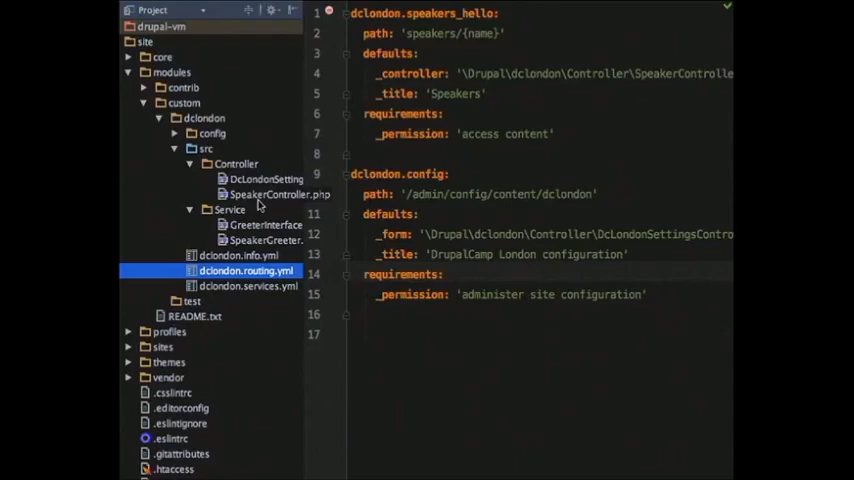 Project
drupal-vm
site
core
modules
contrib
custom
dclondon
config
src
Controller
DcLondonSetting
SpeakerController.php
Service
GreeterInterface
SpeakerGreeter.
dclondon.info.yml
dclondon.routing.yml
dclondon.services.yml
test
README.txt
profiles
sites
themes
vendor
.csslintrc
.editorconfig
.eslintignore
.eslintrc
.gitattributes
.htaccess
1 dclondon.speakers_hello:
2 path: 'speakers/{name}'
3 defaults:
4 _controller: '\Drupal\dclondon\Controller\SpeakerControlle
5 _title: 'Speakers'
6 requirements:
7 _permission: 'access content'
8
9 dclondon.config:
10 path: '/admin/config/content/dclondon'
11 defaults:
12 _form: '\Drupal\dclondon\Controller\DcLondonSettingsContro
13 _title: 'DrupalCamp London configuration'
14 requirements:
15 _permission: 'administer site configuration'
16
17